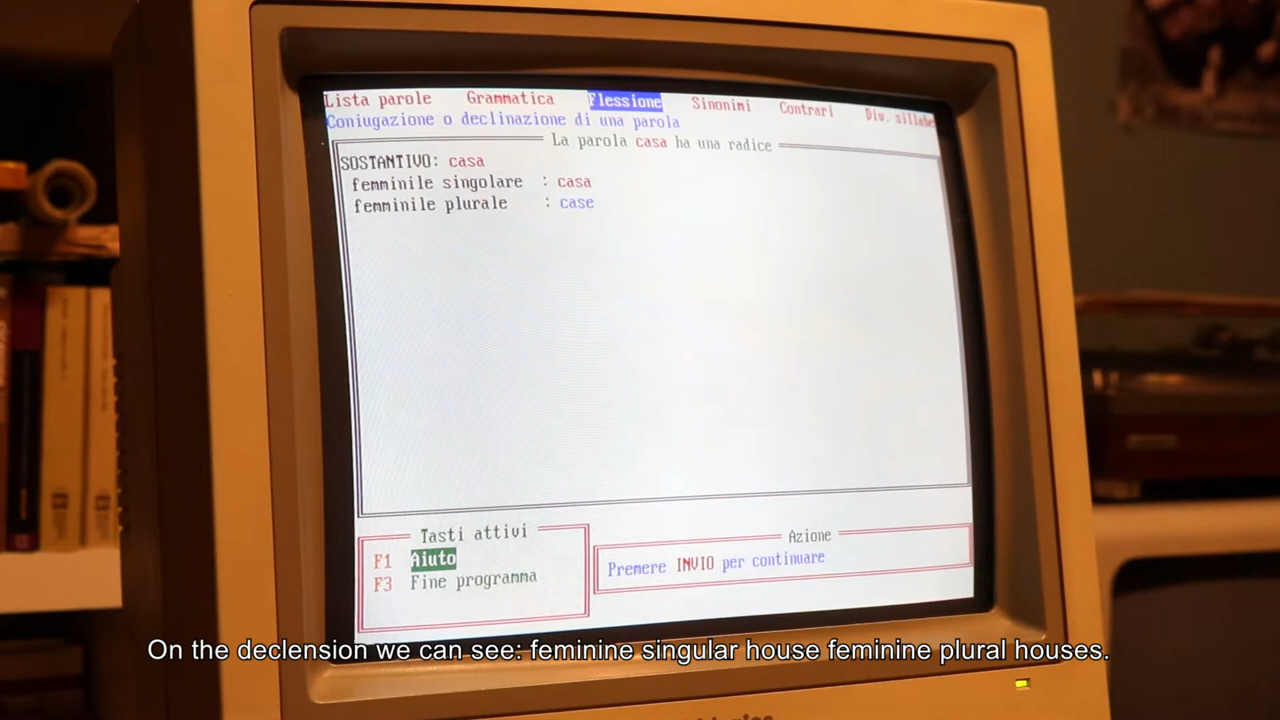 Lista parole Grammatica Flessione Sinonimi Contrari Div. sillabe
Coniugazione o declinazione di una parola
La parola casa ha una radice
SOSTANTIVO: casa
femminile singolare : casa
femminile plurale : case
Tasti attivi
F1 Aiuto
F3 Fine programma
Azione
Premere INVIO per continuare
On the declension we can see: feminine singular house feminine plural houses.